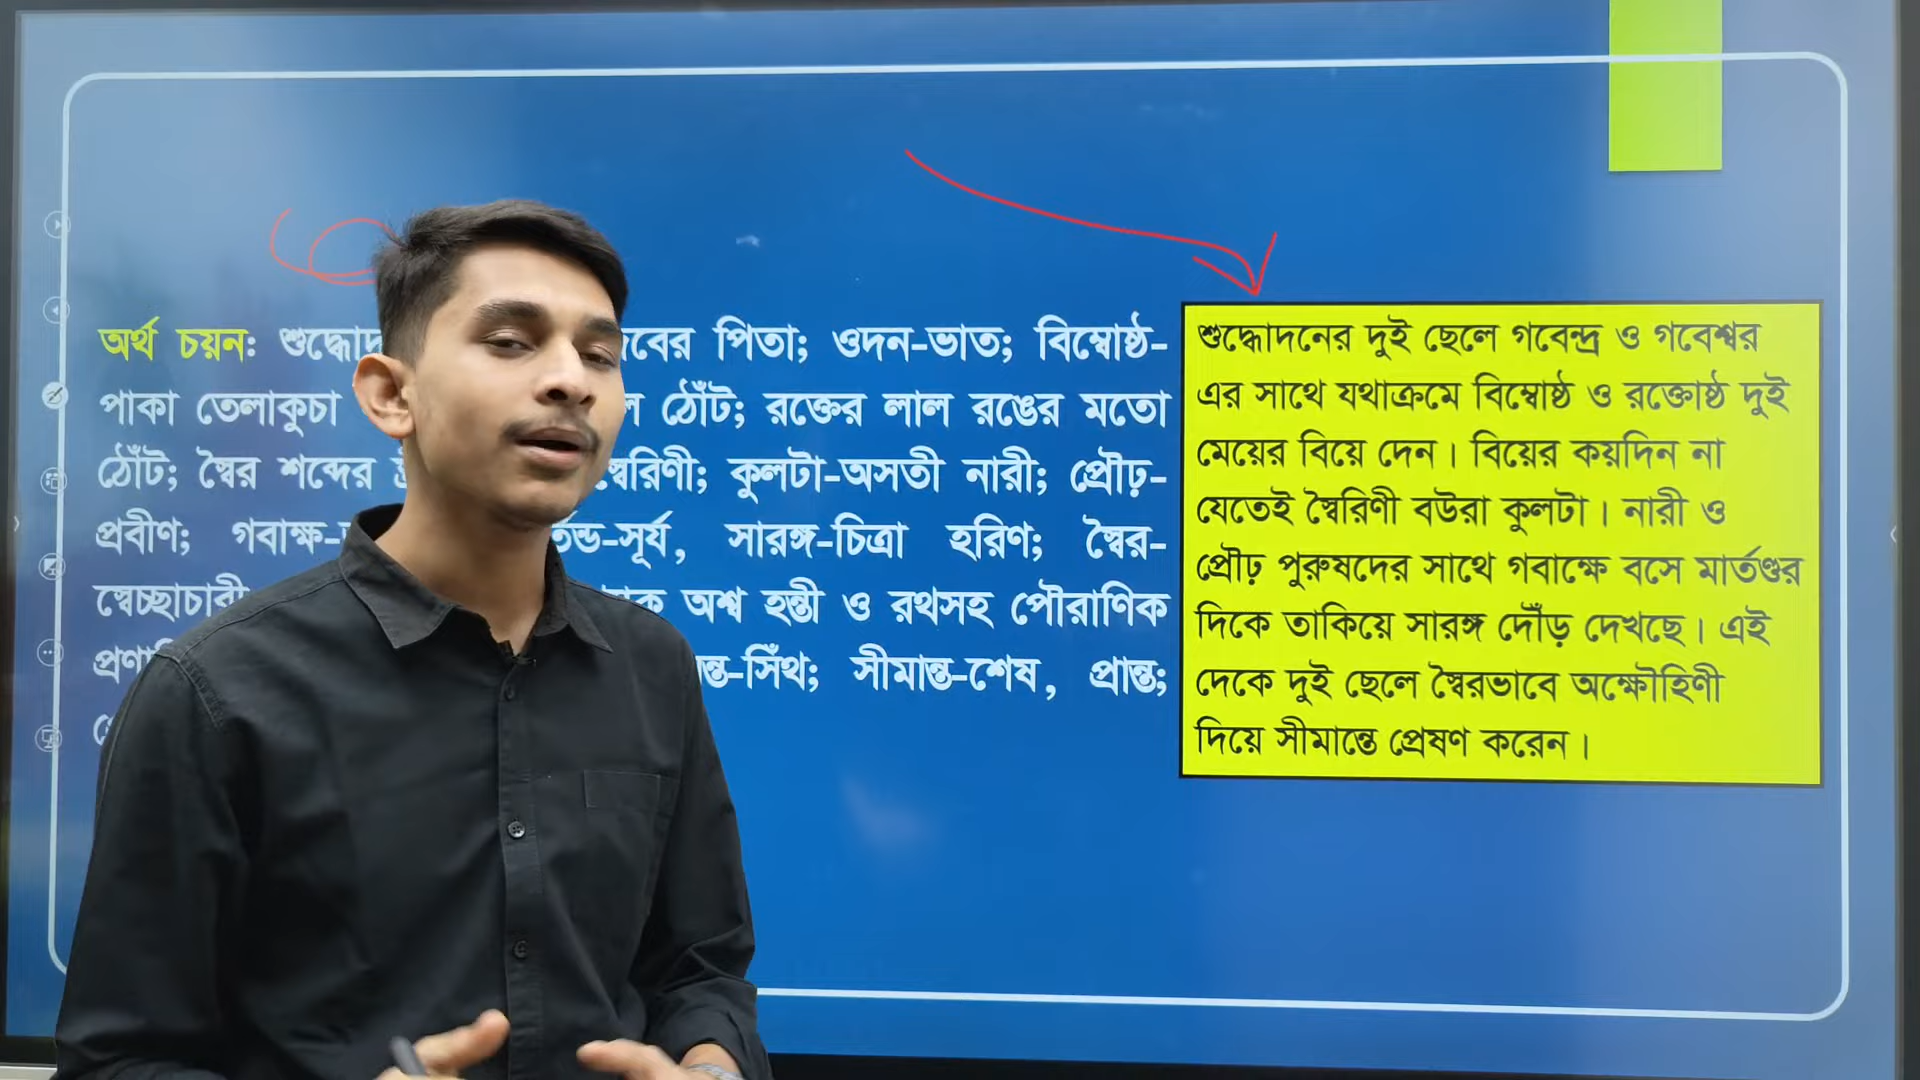 অর্থ চয়ন: পিতা; ওদন-ভাত; বিম্বোষ্ঠ-
পাকা তেলাকুচা ঠোঁট; রক্তের লাল রঙের মতো
ঠোঁট; স্বৈর শব্দের কুলটা-অসতী নারী; প্রৌঢ়-
প্রবীণ; গবাক্ষ- সারঙ্গ-চিত্রা হরিণ; স্বৈর-
অশ্ব হস্তী ও রথসহ পৌরাণিক
সীমান্ত-শেষ, প্রান্ত;
শুদ্ধোদনের দুই ছেলে গবেন্দ্র ও গবেশ্বর
এর সাথে যথাক্রমে বিম্বোষ্ঠ ও রক্তোষ্ঠ দুই
মেয়ের বিয়ে দেন। বিয়ের কয়দিন না
যেতেই স্বৈরিণী বউরা কুলটা। নারী ও
প্রৌঢ় পুরুষদের সাথে গবাক্ষে বসে মার্তণ্ডর
দিকে তাকিয়ে সারঙ্গ দৌঁড় দেখছে। এই
দেকে দুই ছেলে স্বৈরভাবে অক্ষৌহিণী
দিয়ে সীমান্তে প্রেষণ করেন।